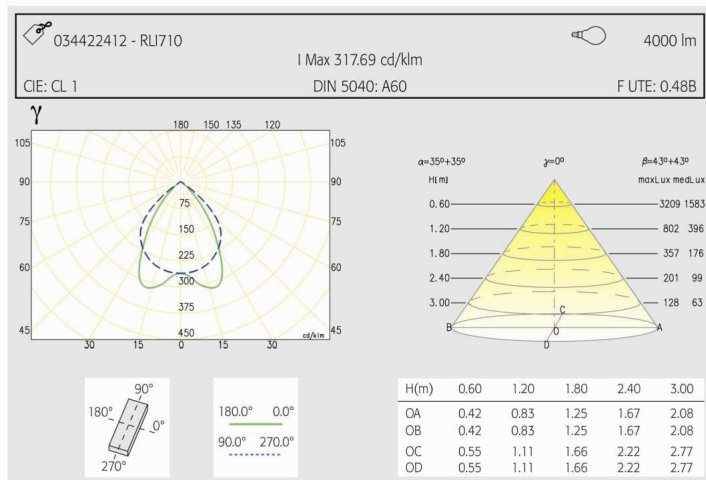 034422412 - RLI710
4000 lm
I Max 317.69 cd/klm
CIE: CL 1
DIN 5040: A60
F UTE: 0.48B
γ
180 150 135 120
105 105
90 90
75 75
60 60
45 45
75
150
225
300
375
450
cd/klm
30 15 0 15 30
α=35º+35º γ=0º β=43º+43º
H(m) maxLux medLux
0.60 3209 1583
1.20 802 396
1.80 357 176
2.40 201 99
3.00 128 63
C
B O A
D
90°
180° 0°
270°
180.0° 0.0°
90.0° 270.0°
H(m) 0.60 1.20 1.80 2.40 3.00
OA 0.42 0.83 1.25 1.67 2.08
OB 0.42 0.83 1.25 1.67 2.08
OC 0.55 1.11 1.66 2.22 2.77
OD 0.55 1.11 1.66 2.22 2.77